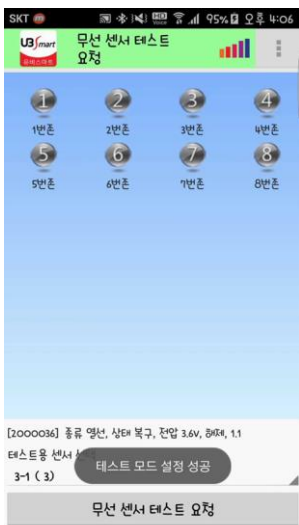 SKT HD 95% 오후 4:06
UBSmart 유비스마트
무선 센서 테스트
요청
1 2 3 4
1번존 2번존 3번존 4번존
5 6 7 8
5번존 6번존 7번존 8번존
[2000036] 종류 열선, 상태 복구, 전압 3.6V, 해제, 1.1
테스트용 센서
테스트 모드 설정 성공
3-1 ( 3)
무선 센서 테스트 요청